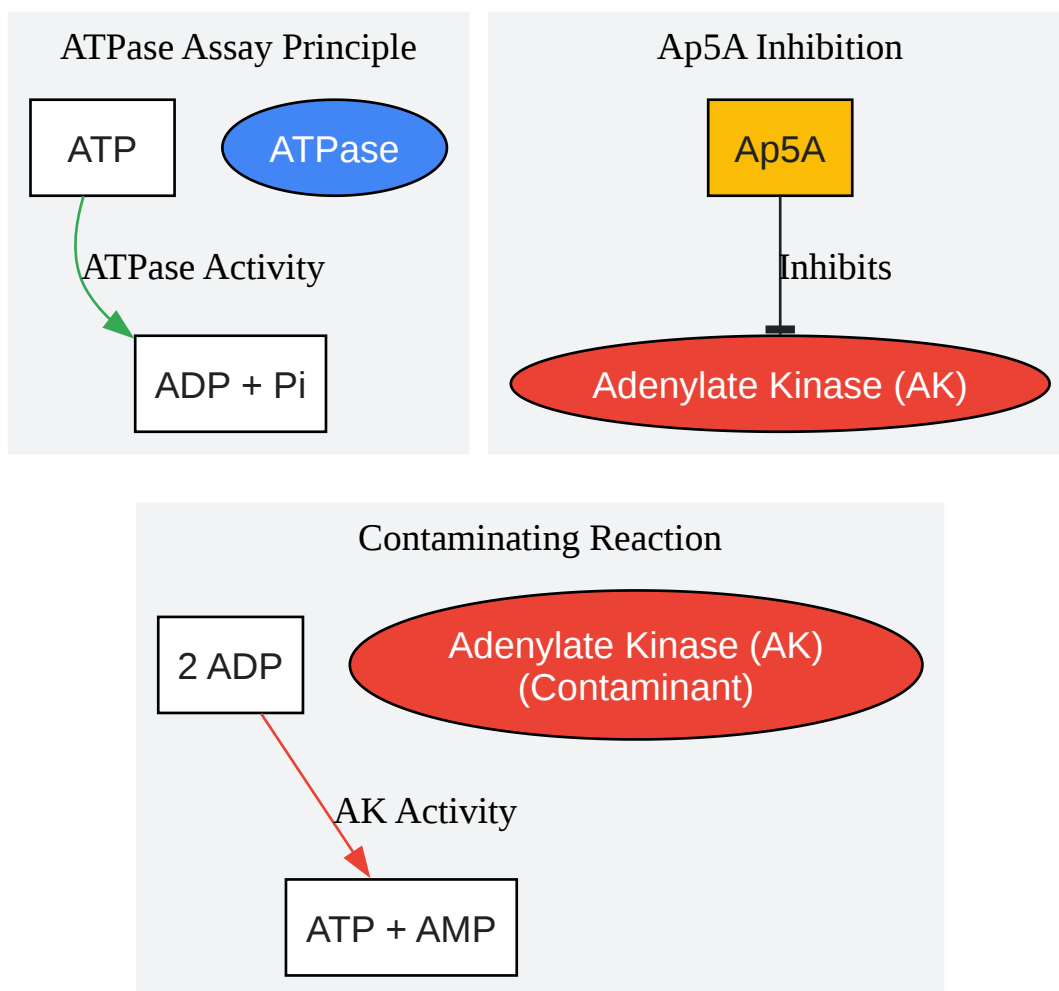 ATPase Assay Principle
ATP
ATPase
ATPase Activity
ADP + Pi
Ap5A Inhibition
Ap5A
Inhibits
Adenylate Kinase (AK)
Contaminating Reaction
2 ADP
Adenylate Kinase (AK)
(Contaminant)
AK Activity
ATP + AMP